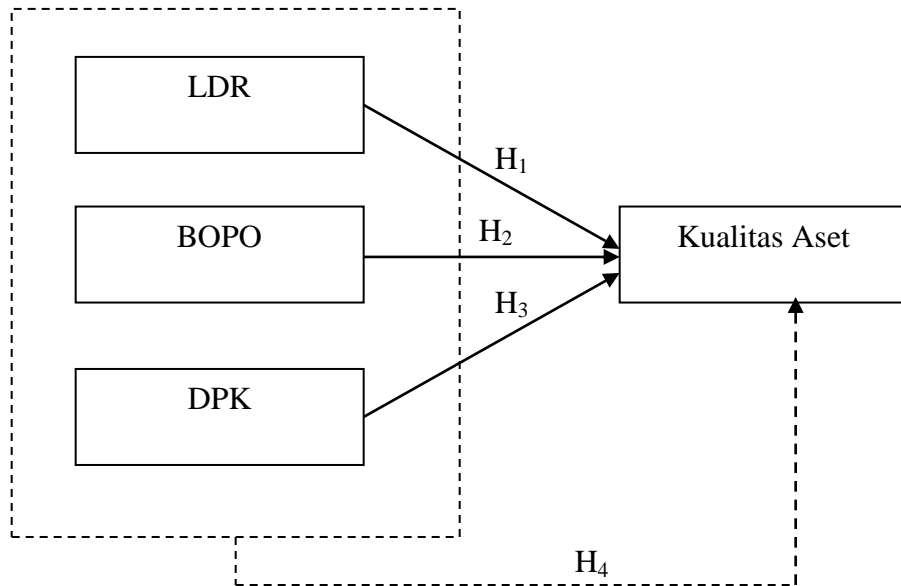 LDR
H₁
BOPO
H₂
Kualitas Aset
H₃
DPK
H₄